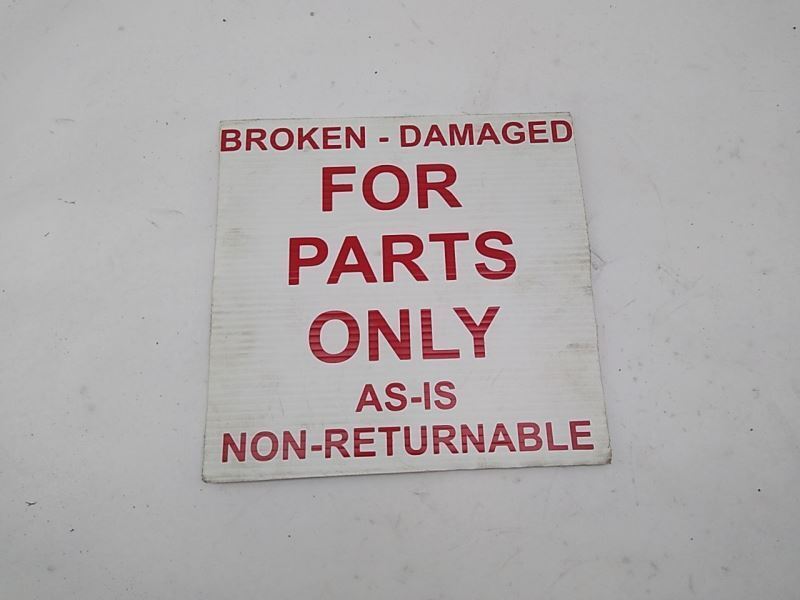 BROKEN - DAMAGED
FOR
PARTS
ONLY
AS-IS
NON-RETURNABLE